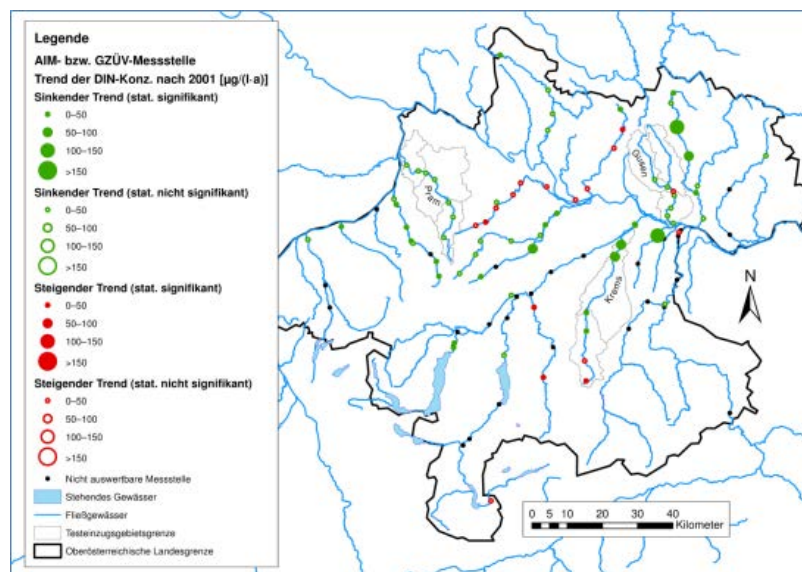 Legende
AIM- bzw. GZÜV-Messstelle
Trend der DIN-Konz. nach 2001 [µg/(l·a)]
Sinkender Trend (stat. signifikant)
0–50
50–100
100–150
>150
Sinkender Trend (stat. nicht signifikant)
0–50
50–100
100–150
>150
Steigender Trend (stat. signifikant)
0–50
50–100
100–150
>150
Steigender Trend (stat. nicht signifikant)
0–50
50–100
100–150
>150
Nicht auswertbare Messstelle
Stehendes Gewässer
Fließgewässer
Testeinzugsgebietsgrenze
Oberösterreichische Landesgrenze
Pram
Gusen
Krems
N
0 5 10 20 30 40
Kilometer